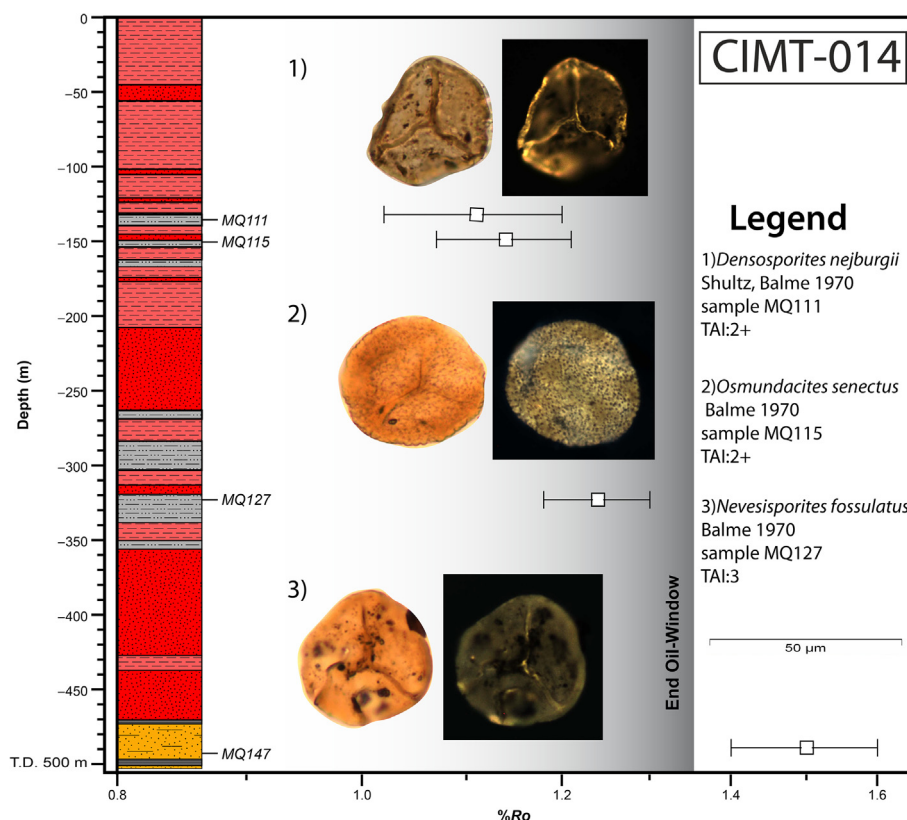 CIMT-014
0
−50
−100
−150
−200
−250
−300
−350
−400
−450
T.D. 500 m
Depth (m)
MQ111
MQ115
MQ127
MQ147
1)
2)
3)
End Oil-Window
Legend
1)Densosporites nejburgii
Shultz, Balme 1970
sample MQ111
TAI:2+
2)Osmundacites senectus
Balme 1970
sample MQ115
TAI:2+
3)Nevesisporites fossulatus
Balme 1970
sample MQ127
TAI:3
50 µm
0.8
1.0
1.2
1.4
1.6
%Ro